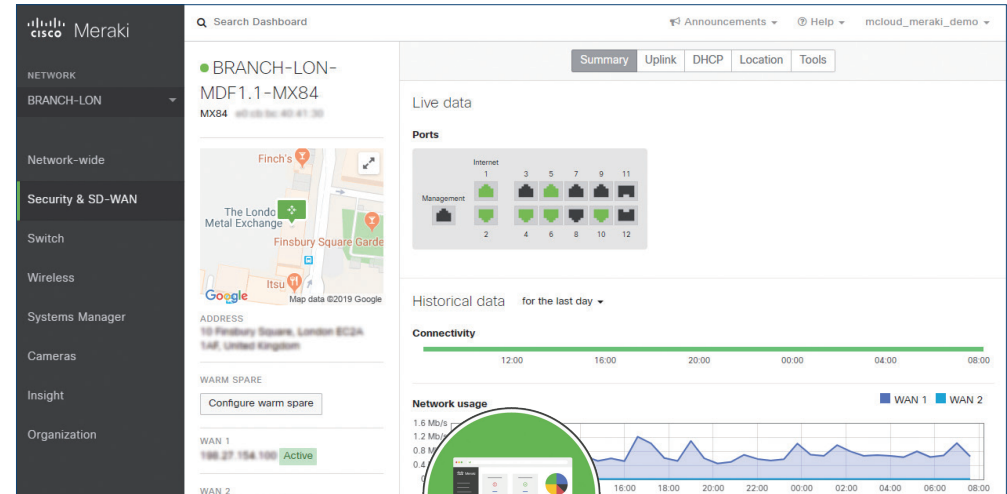 cisco Meraki
Search Dashboard
Announcements
Help
mcloud_meraki_demo
NETWORK
BRANCH-LON
Network-wide
Security & SD-WAN
Switch
Wireless
Systems Manager
Cameras
Insight
Organization
BRANCH-LON-
MDF1.1-MX84
MX84
Finch's
The Londo
Metal Exchange
Finsbury Square Garde
Itsu
Google
Map data ©2019 Google
ADDRESS
WARM SPARE
Configure warm spare
WAN 1
Active
WAN 2
Summary Uplink DHCP Location Tools
Live data
Ports
Internet
1 3 5 7 9 11
Management
2 4 6 8 10 12
Historical data for the last day
Connectivity
12:00 16:00 20:00 00:00 04:00 08:00
Network usage
WAN 1 WAN 2
1.6 Mb/s
1.2 Mb/s
0.8 M
0.4
16:00 18:00 20:00 22:00 00:00 02:00 04:00 06:00 08:00